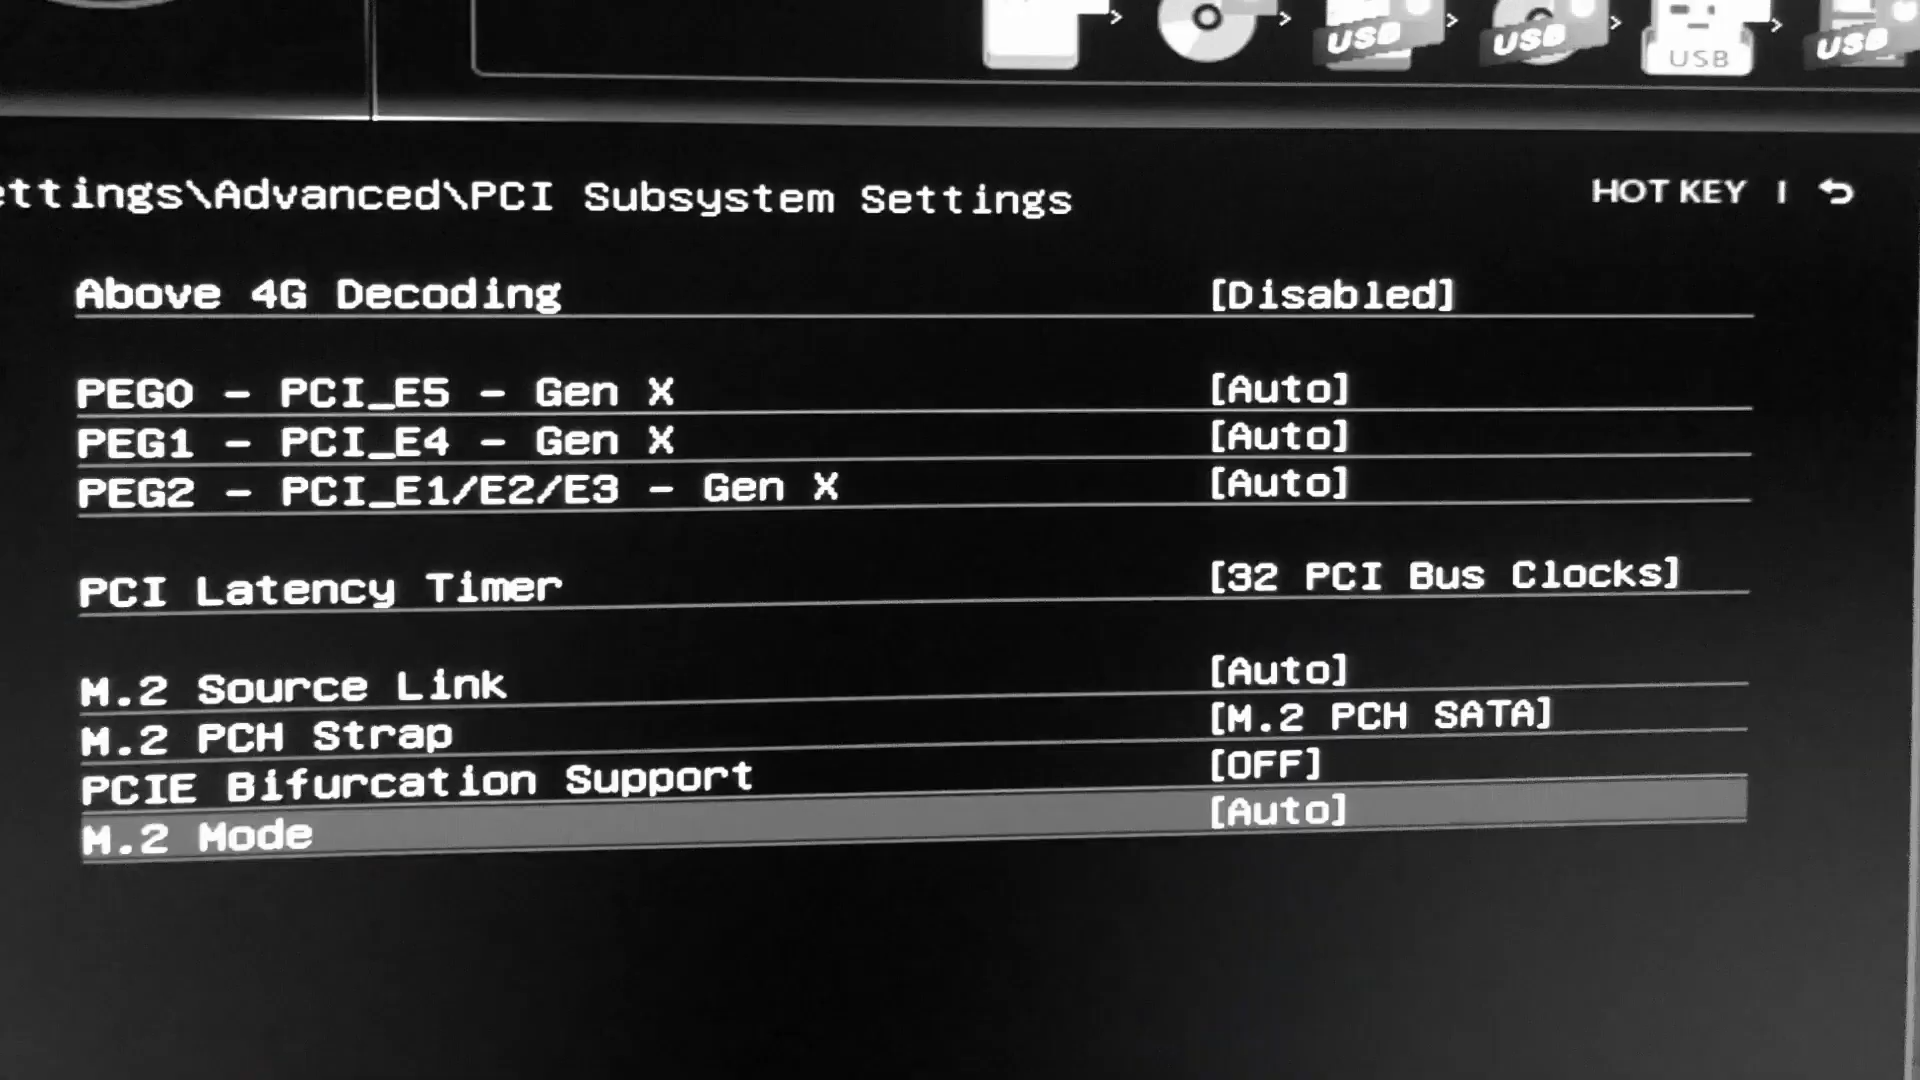 USB USB USB USB
ettings\Advanced\PCI Subsystem Settings HOT KEY |
Above 4G Decoding [Disabled]
PEG0 - PCI_E5 - Gen X [Auto]
PEG1 - PCI_E4 - Gen X [Auto]
PEG2 - PCI_E1/E2/E3 - Gen X [Auto]
PCI Latency Timer [32 PCI Bus Clocks]
M.2 Source Link [Auto]
M.2 PCH Strap [M.2 PCH SATA]
PCIE Bifurcation Support [OFF]
M.2 Mode [Auto]